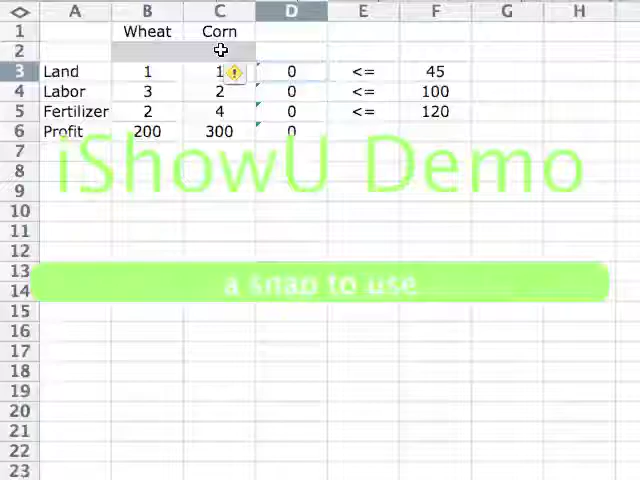 A B C D E F G H
1 Wheat Corn
2
3 Land 1 1 0 <= 45
4 Labor 3 2 0 <= 100
5 Fertilizer 2 4 0 <= 120
6 Profit 200 300 0
7
iShowU Demo
8
9
10
11
12
13
a snap to use
14
15
16
17
18
19
20
21
22
23